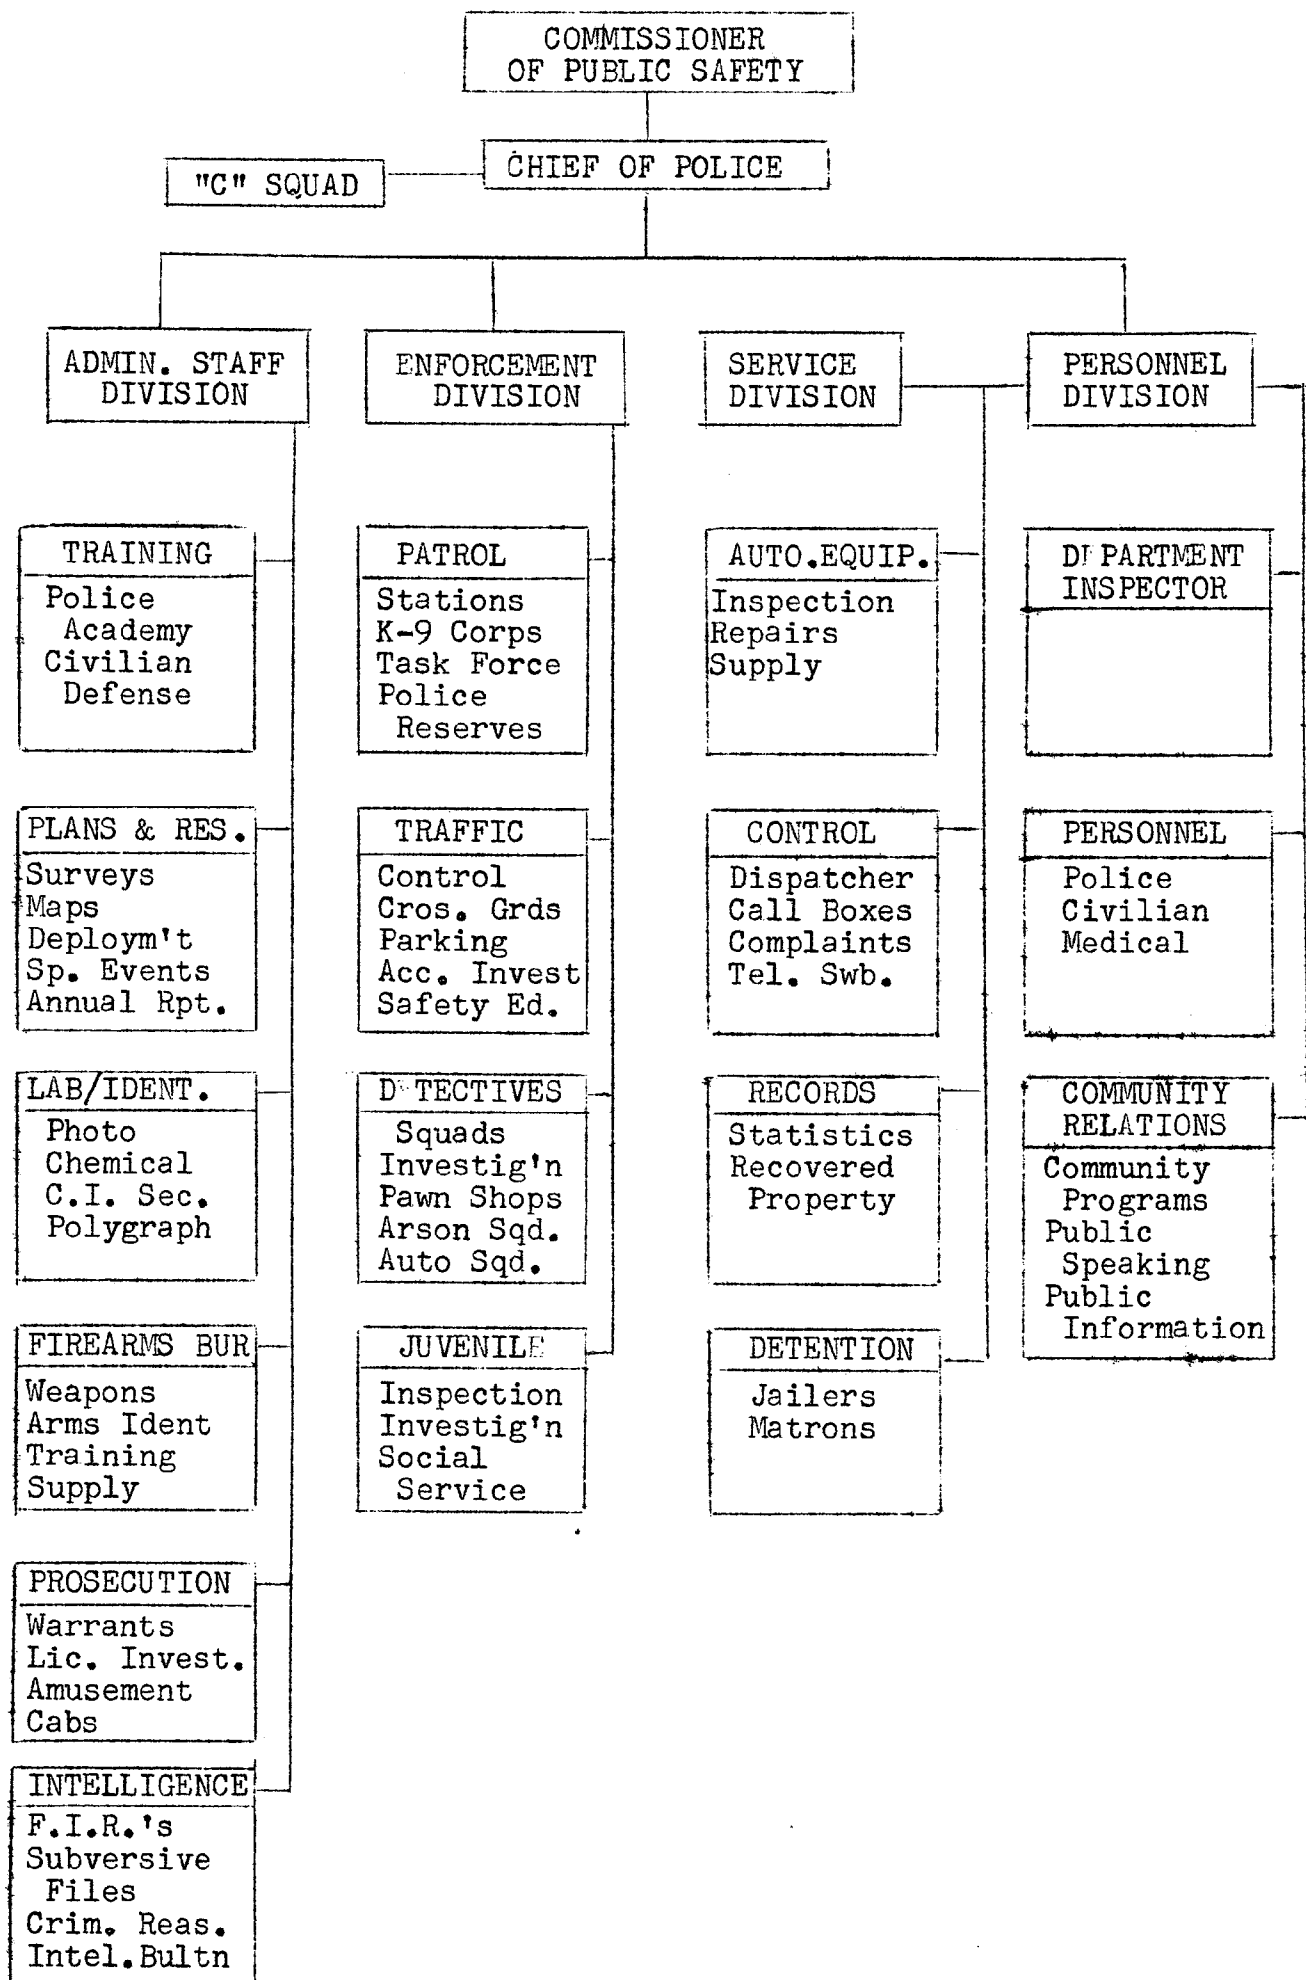 COMMISSIONER
OF PUBLIC SAFETY
CHIEF OF POLICE
"C" SQUAD
ADMIN. STAFF
DIVISION
ENFORCEMENT
DIVISION
SERVICE
DIVISION
PERSONNEL
DIVISION
TRAINING
Police
Academy
Civilian
Defense
PLANS & RES.
Surveys
Maps
Deploym't
Sp. Events
Annual Rpt.
LAB/IDENT.
Photo
Chemical
C.I. Sec.
Polygraph
FIREARMS BUR
Weapons
Arms Ident
Training
Supply
PROSECUTION
Warrants
Lic. Invest.
Amusement
Cabs
INTELLIGENCE
F.I.R.'s
Subversive
Files
Crim. Reas.
Intel.Bultn
PATROL
Stations
K-9 Corps
Task Force
Police
Reserves
TRAFFIC
Control
Cros. Grds
Parking
Acc. Invest
Safety Ed.
DETECTIVES
Squads
Investig'n
Pawn Shops
Arson Sqd.
Auto Sqd.
JUVENILE
Inspection
Investig'n
Social
Service
AUTO.EQUIP.
Inspection
Repairs
Supply
CONTROL
Dispatcher
Call Boxes
Complaints
Tel. Swb.
RECORDS
Statistics
Recovered
Property
DETENTION
Jailers
Matrons
DEPARTMENT
INSPECTOR
PERSONNEL
Police
Civilian
Medical
COMMUNITY
RELATIONS
Community
Programs
Public
Speaking
Public
Information